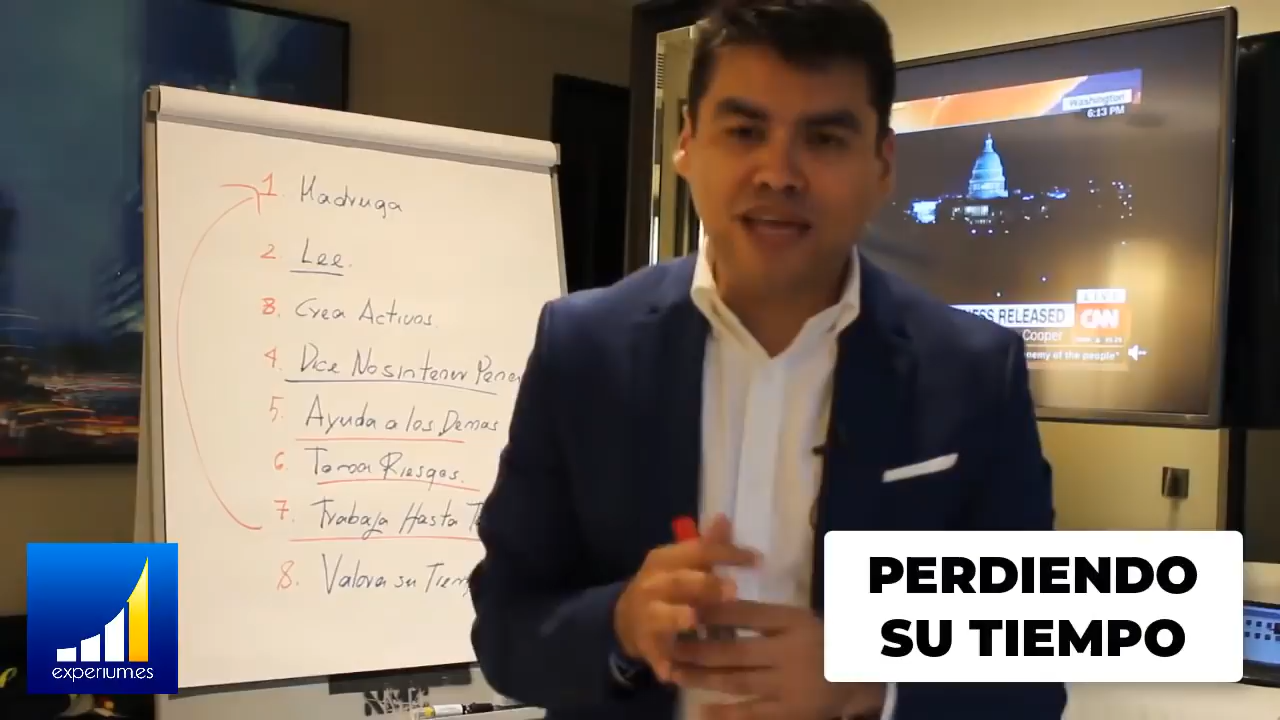 1. Madruga
2. Lee.
3. Crea Activos.
4. Dice No sin tener
5. Ayuda a los Demas
6 Toma Riesgos.
7. Trabaja Hasta
8. Valora su
Washington
6:13 PM
LIVE
RELEASED
CNN
Cooper
enemy of the people"
experiumes
PERDIENDO
SU TIEMPO